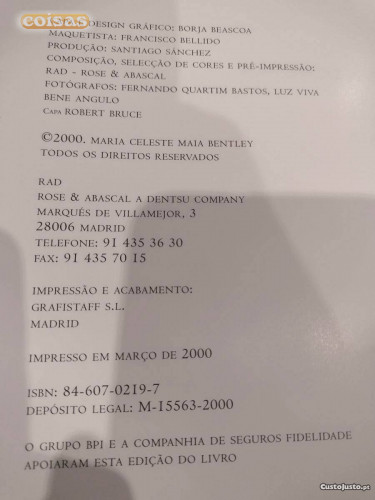 coisas
DESIGN GRÁFICO: BORJA BEASCOA
MAQUETISTA: FRANCISCO BELLIDO
PRODUÇÃO: SANTIAGO SÁNCHEZ
COMPOSIÇÃO, SELECÇÃO DE CORES E PRÉ-IMPRESSÃO:
RAD - ROSE & ABASCAL
FOTÓGRAFOS: FERNANDO QUARTIM BASTOS, LUZ VIVA
BENE ANGULO
CAPA ROBERT BRUCE
©2000. MARIA CELESTE MAIA BENTLEY
TODOS OS DIREITOS RESERVADOS
RAD
ROSE & ABASCAL A DENTSU COMPANY
MARQUÉS DE VILLAMEJOR, 3
28006 MADRID
TELEFONE: 91 435 36 30
FAX: 91 435 70 15
IMPRESSÃO E ACABAMENTO:
GRAFISTAFF S.L.
MADRID
IMPRESSO EM MARÇO DE 2000
ISBN: 84-607-0219-7
DEPÓSITO LEGAL: M-15563-2000
O GRUPO BPI E A COMPANHIA DE SEGUROS FIDELIDADE
APOIARAM ESTA EDIÇÃO DO LIVRO
CustoJusto.pt